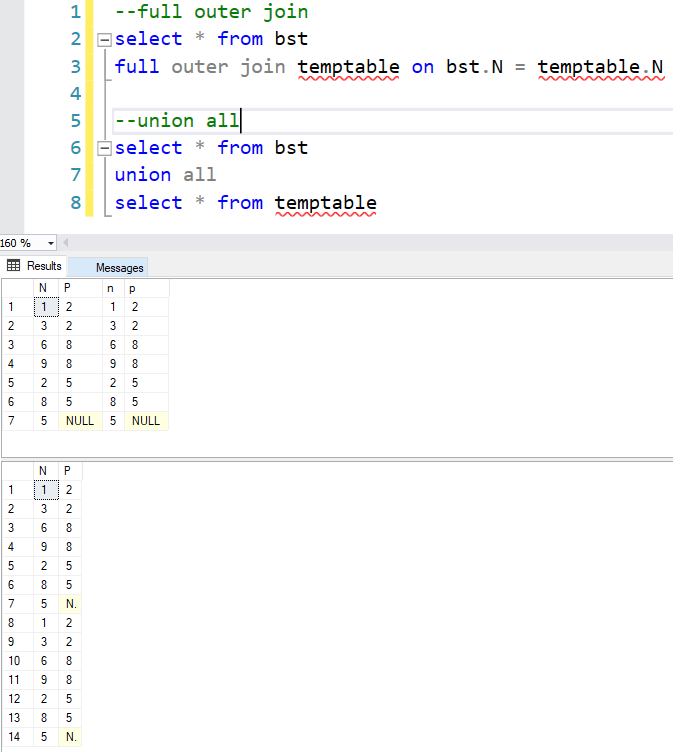 1 --full outer join
2 select * from bst
3 full outer join temptable on bst.N = temptable.N
4
5 --union all
6 select * from bst
7 union all
8 select * from temptable
160 %
Results Messages
N P n p
1 1 2 1 2
2 3 2 3 2
3 6 8 6 8
4 9 8 9 8
5 2 5 2 5
6 8 5 8 5
7 5 NULL 5 NULL
N P
1 1 2
2 3 2
3 6 8
4 9 8
5 2 5
6 8 5
7 5 N.
8 1 2
9 3 2
10 6 8
11 9 8
12 2 5
13 8 5
14 5 N.